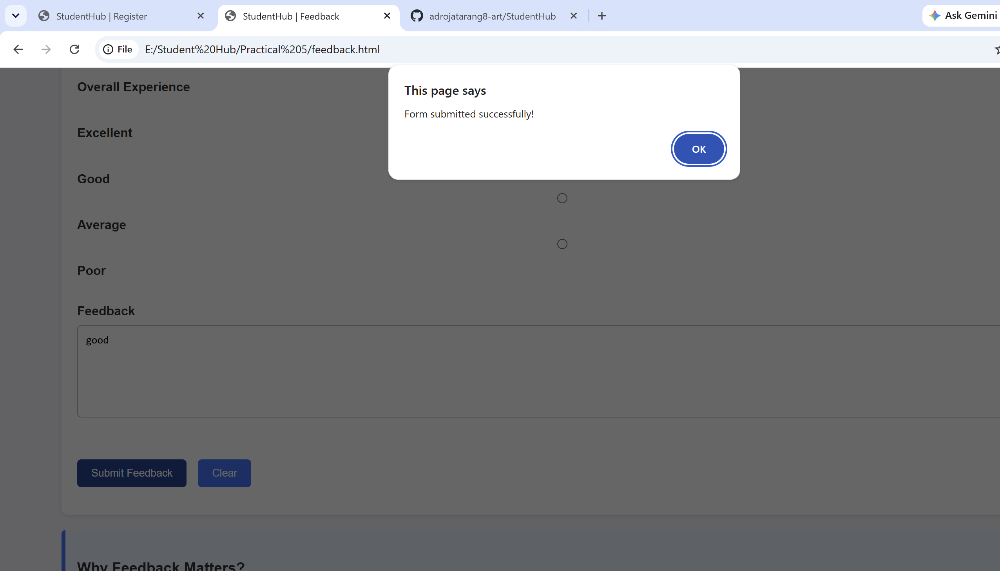 StudentHub | Register
StudentHub | Feedback
adrojatarang8-art/StudentHub
Ask Gemini
File
E:/Student%20Hub/Practical%205/feedback.html
This page says
Form submitted successfully!
OK
Overall Experience
Excellent
Good
Average
Poor
Feedback
good
Submit Feedback
Clear
Why Feedback Matters?